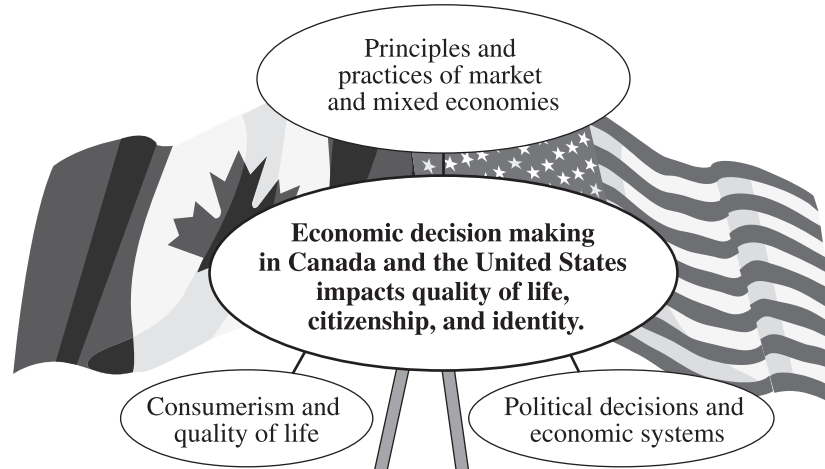 Principles and
practices of market
and mixed economies
Economic decision making
in Canada and the United States
impacts quality of life,
citizenship, and identity.
Consumerism and
quality of life
Political decisions and
economic systems